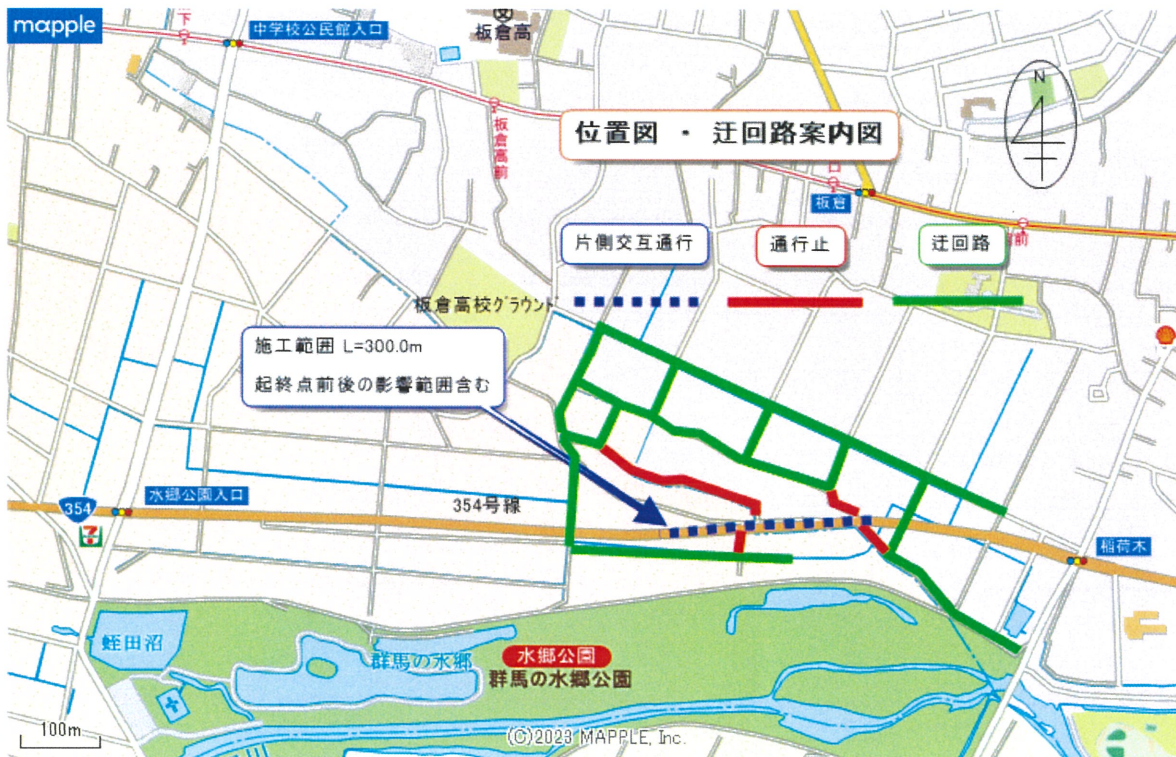 mapple
下
中学校公民館入口
板倉高
N
位置図 ・ 迂回路案内図
板倉高前
口
板倉
前
片側交互通行
通行止
迂回路
板倉高校グラウンド
施工範囲 L=300.0m
起終点前後の影響範囲含む
354
水郷公園入口
354号線
稲荷木
蛭田沼
群馬の水郷
水郷公園
群馬の水郷公園
100m
(C)2023 MAPPLE, Inc.